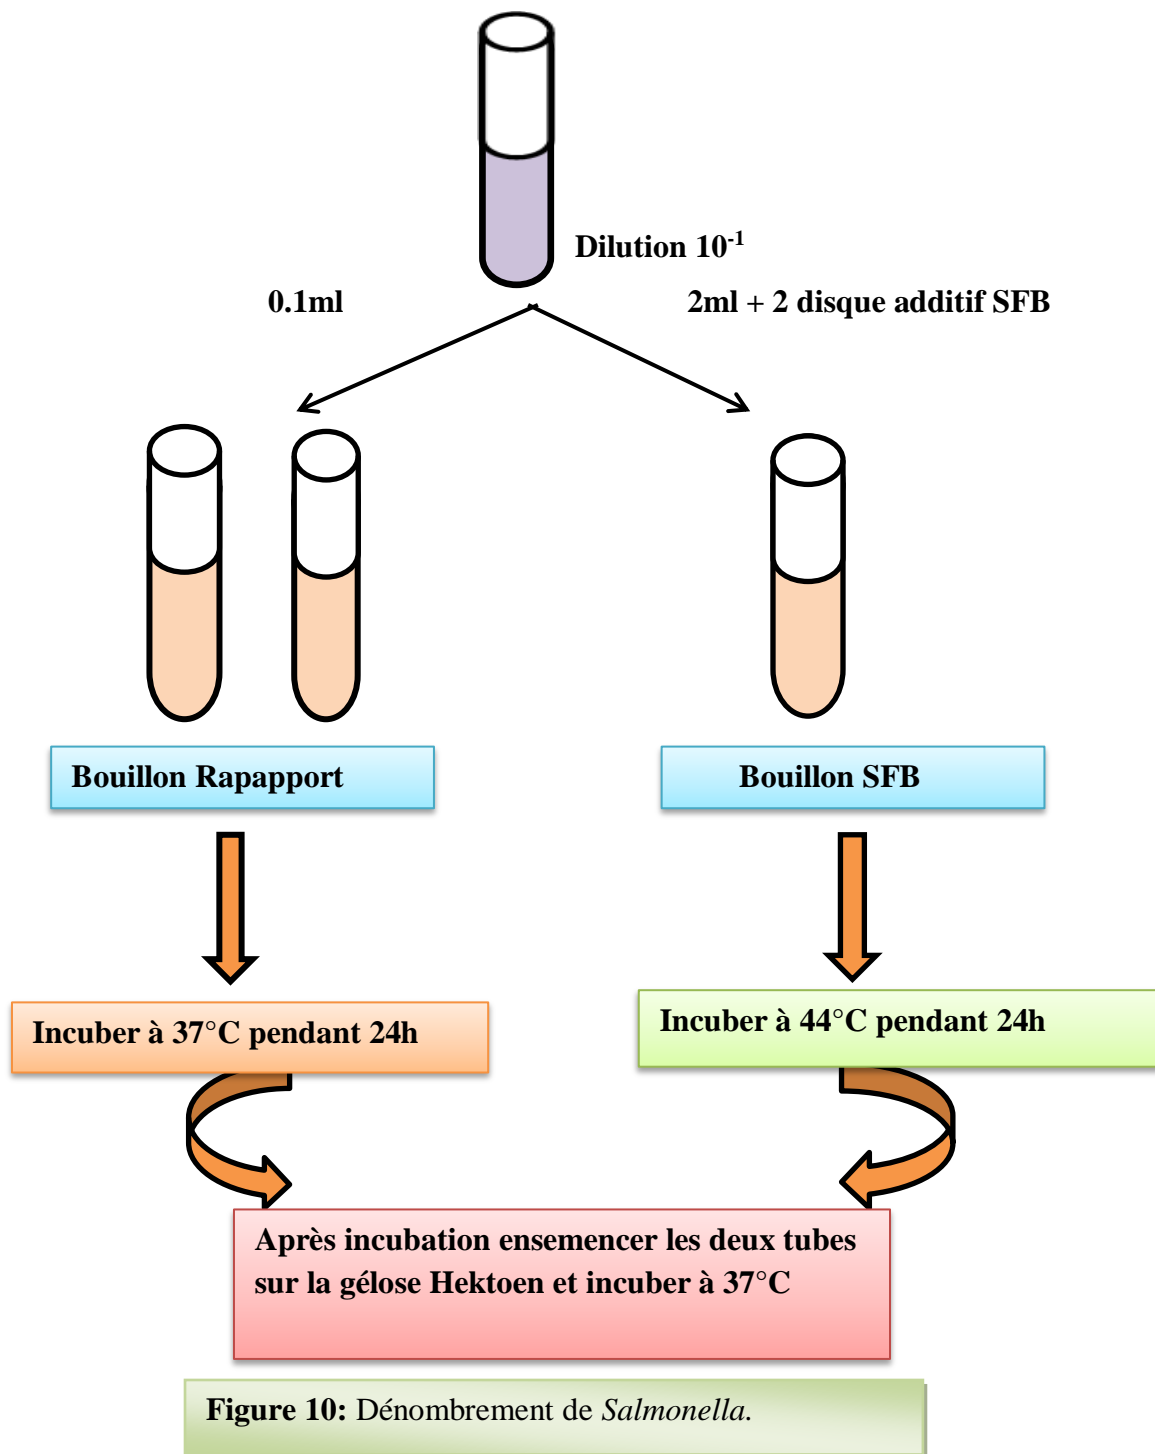 Dilution 10⁻¹
0.1ml
2ml + 2 disque additif SFB
Bouillon Rapapport
Bouillon SFB
Incuber à 37°C pendant 24h
Incuber à 44°C pendant 24h
Après incubation ensemencer les deux tubes
sur la gélose Hektoen et incuber à 37°C
Figure 10: Dénombrement de Salmonella.